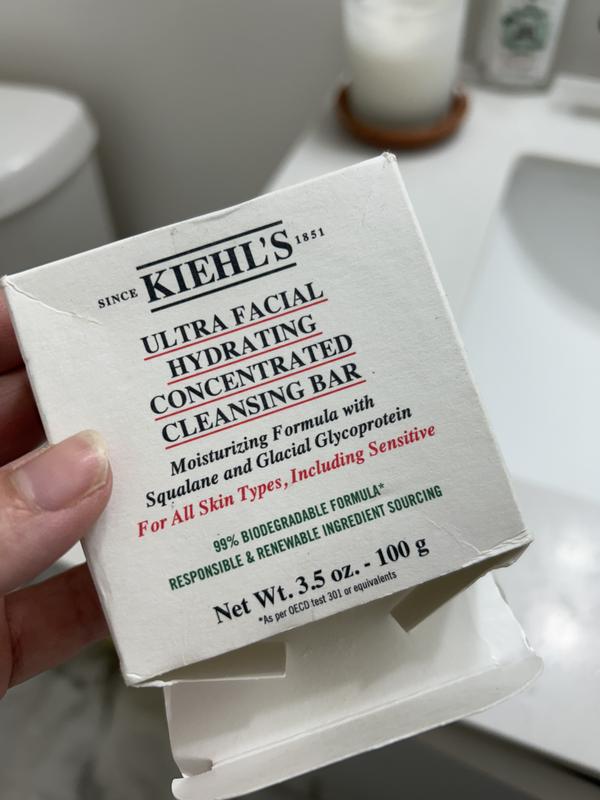 SINCE KIEHL'S 1851
ULTRA FACIAL
HYDRATING
CONCENTRATED
CLEANSING BAR
Moisturizing Formula with
Squalane and Glacial Glycoprotein
For All Skin Types, Including Sensitive
99% BIODEGRADABLE FORMULA*
RESPONSIBLE & RENEWABLE INGREDIENT SOURCING
Net Wt. 3.5 oz. - 100 g
*As per OECD test 301 or equivalents